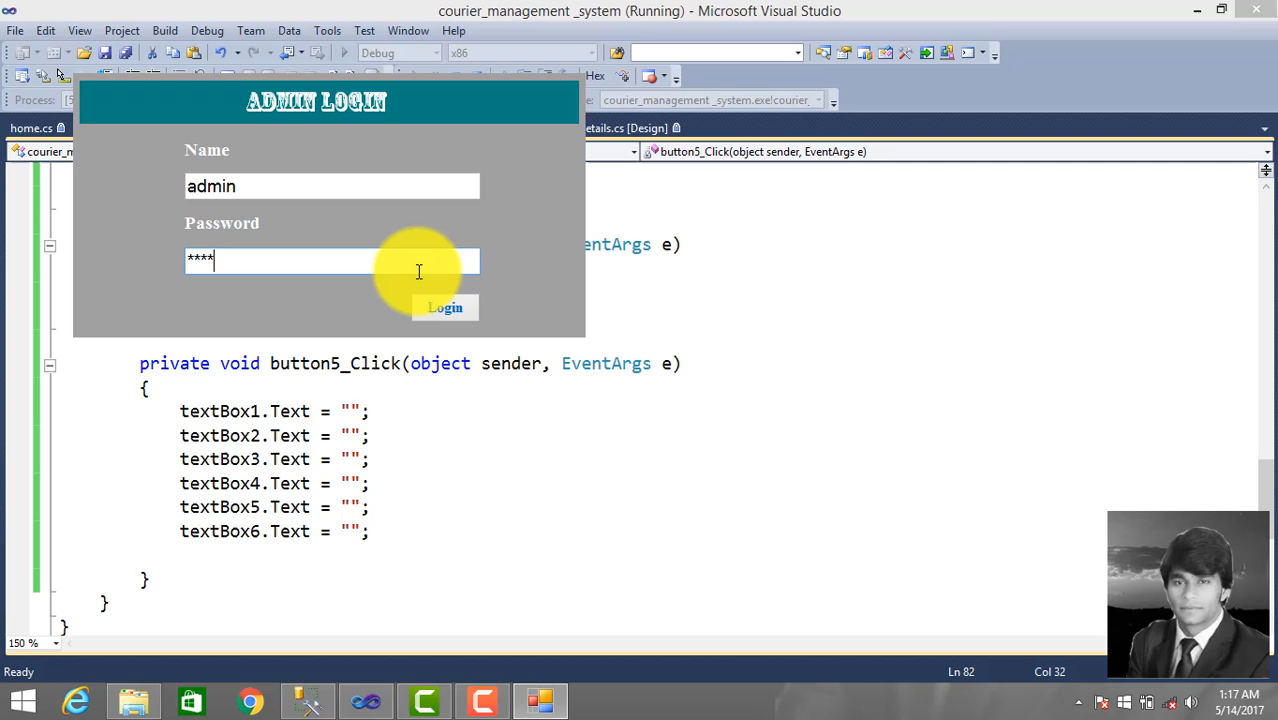 courier_management _system (Running) - Microsoft Visual Studio
File Edit View Project Build Debug Team Data Tools Test Window Help
Debug x86
Hex
Process: [5
courier_management _system.exe!courier_
ADMIN LOGIN
home.cs
etails.cs [Design]
courier_m
button5_Click(object sender, EventArgs e)
Name
admin
Password
****
Login
entArgs e)
private void button5_Click(object sender, EventArgs e)
{
textBox1.Text = "";
textBox2.Text = "";
textBox3.Text = "";
textBox4.Text = "";
textBox5.Text = "";
textBox6.Text = "";
}
}
}
150 %
Ready
Ln 82
Col 32
1:17 AM
5/14/2017